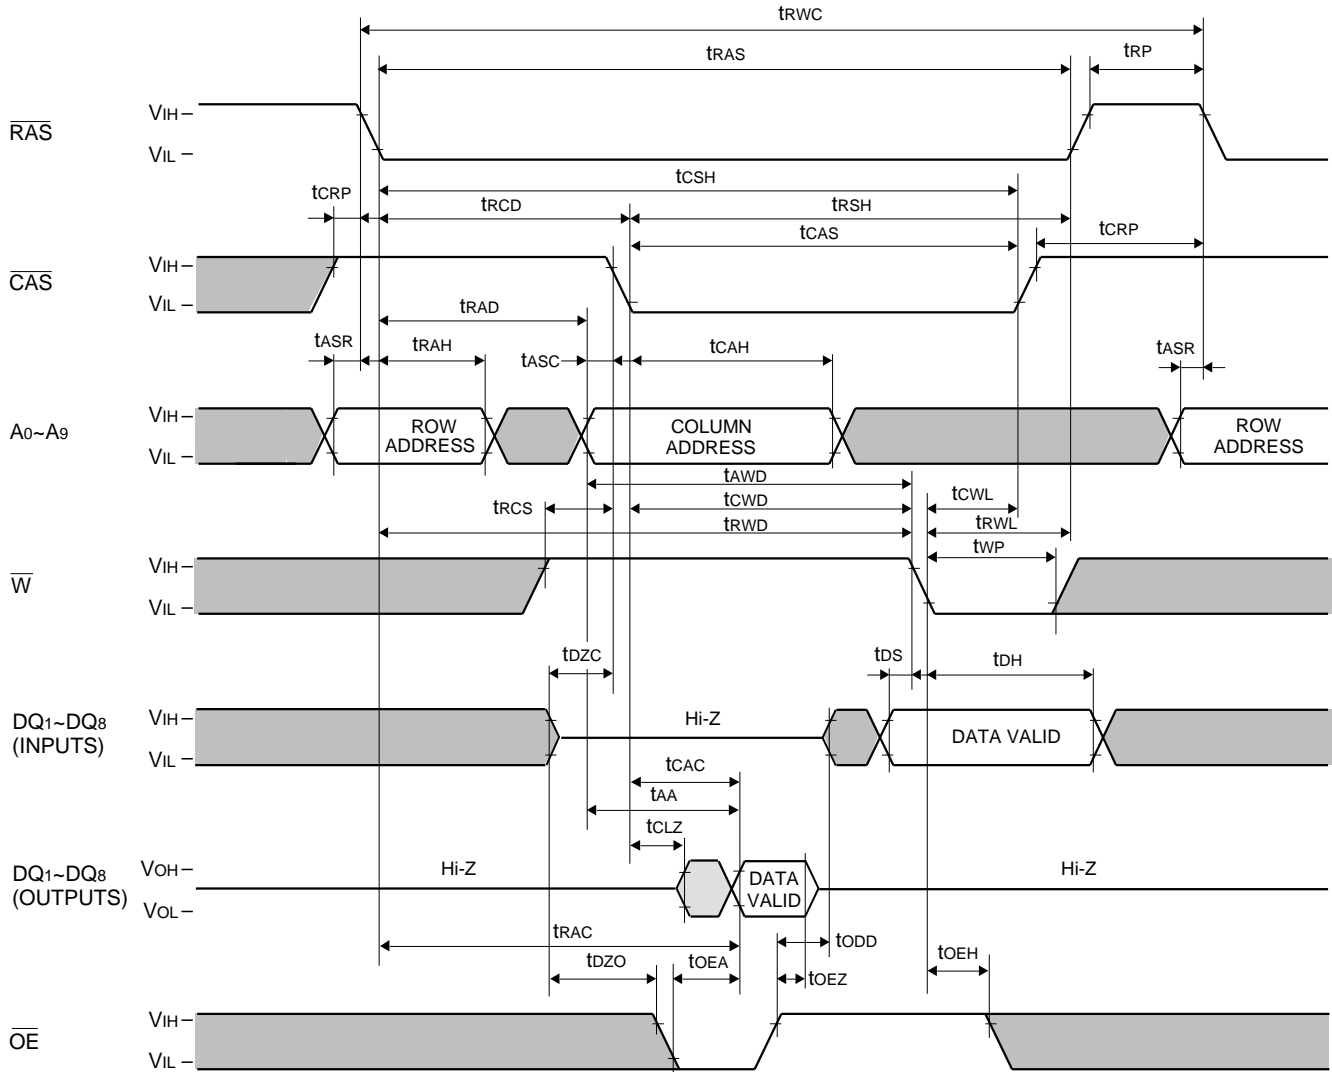 tRWC
tRAS
tRP
RAS
VIH
VIL
tCSH
tCRP
tRCD
tRSH
tCAS
tCRP
CAS
VIH
VIL
tRAD
tASR
tRAH
tASC
tCAH
tASR
A0~A9
VIH
VIL
ROW
ADDRESS
COLUMN
ADDRESS
ROW
ADDRESS
tAWD
tRCS
tCWD
tCWL
tRWD
tRWL
tWP
W
VIH
VIL
tDZC
tDS
tDH
DQ1~DQ8
(INPUTS)
VIH
VIL
Hi-Z
DATA VALID
tCAC
tAA
tCLZ
DQ1~DQ8
(OUTPUTS)
VOH
VOL
Hi-Z
DATA
VALID
Hi-Z
tRAC
tODD
tDZO
tOEA
tOEZ
tOEH
OE
VIH
VIL